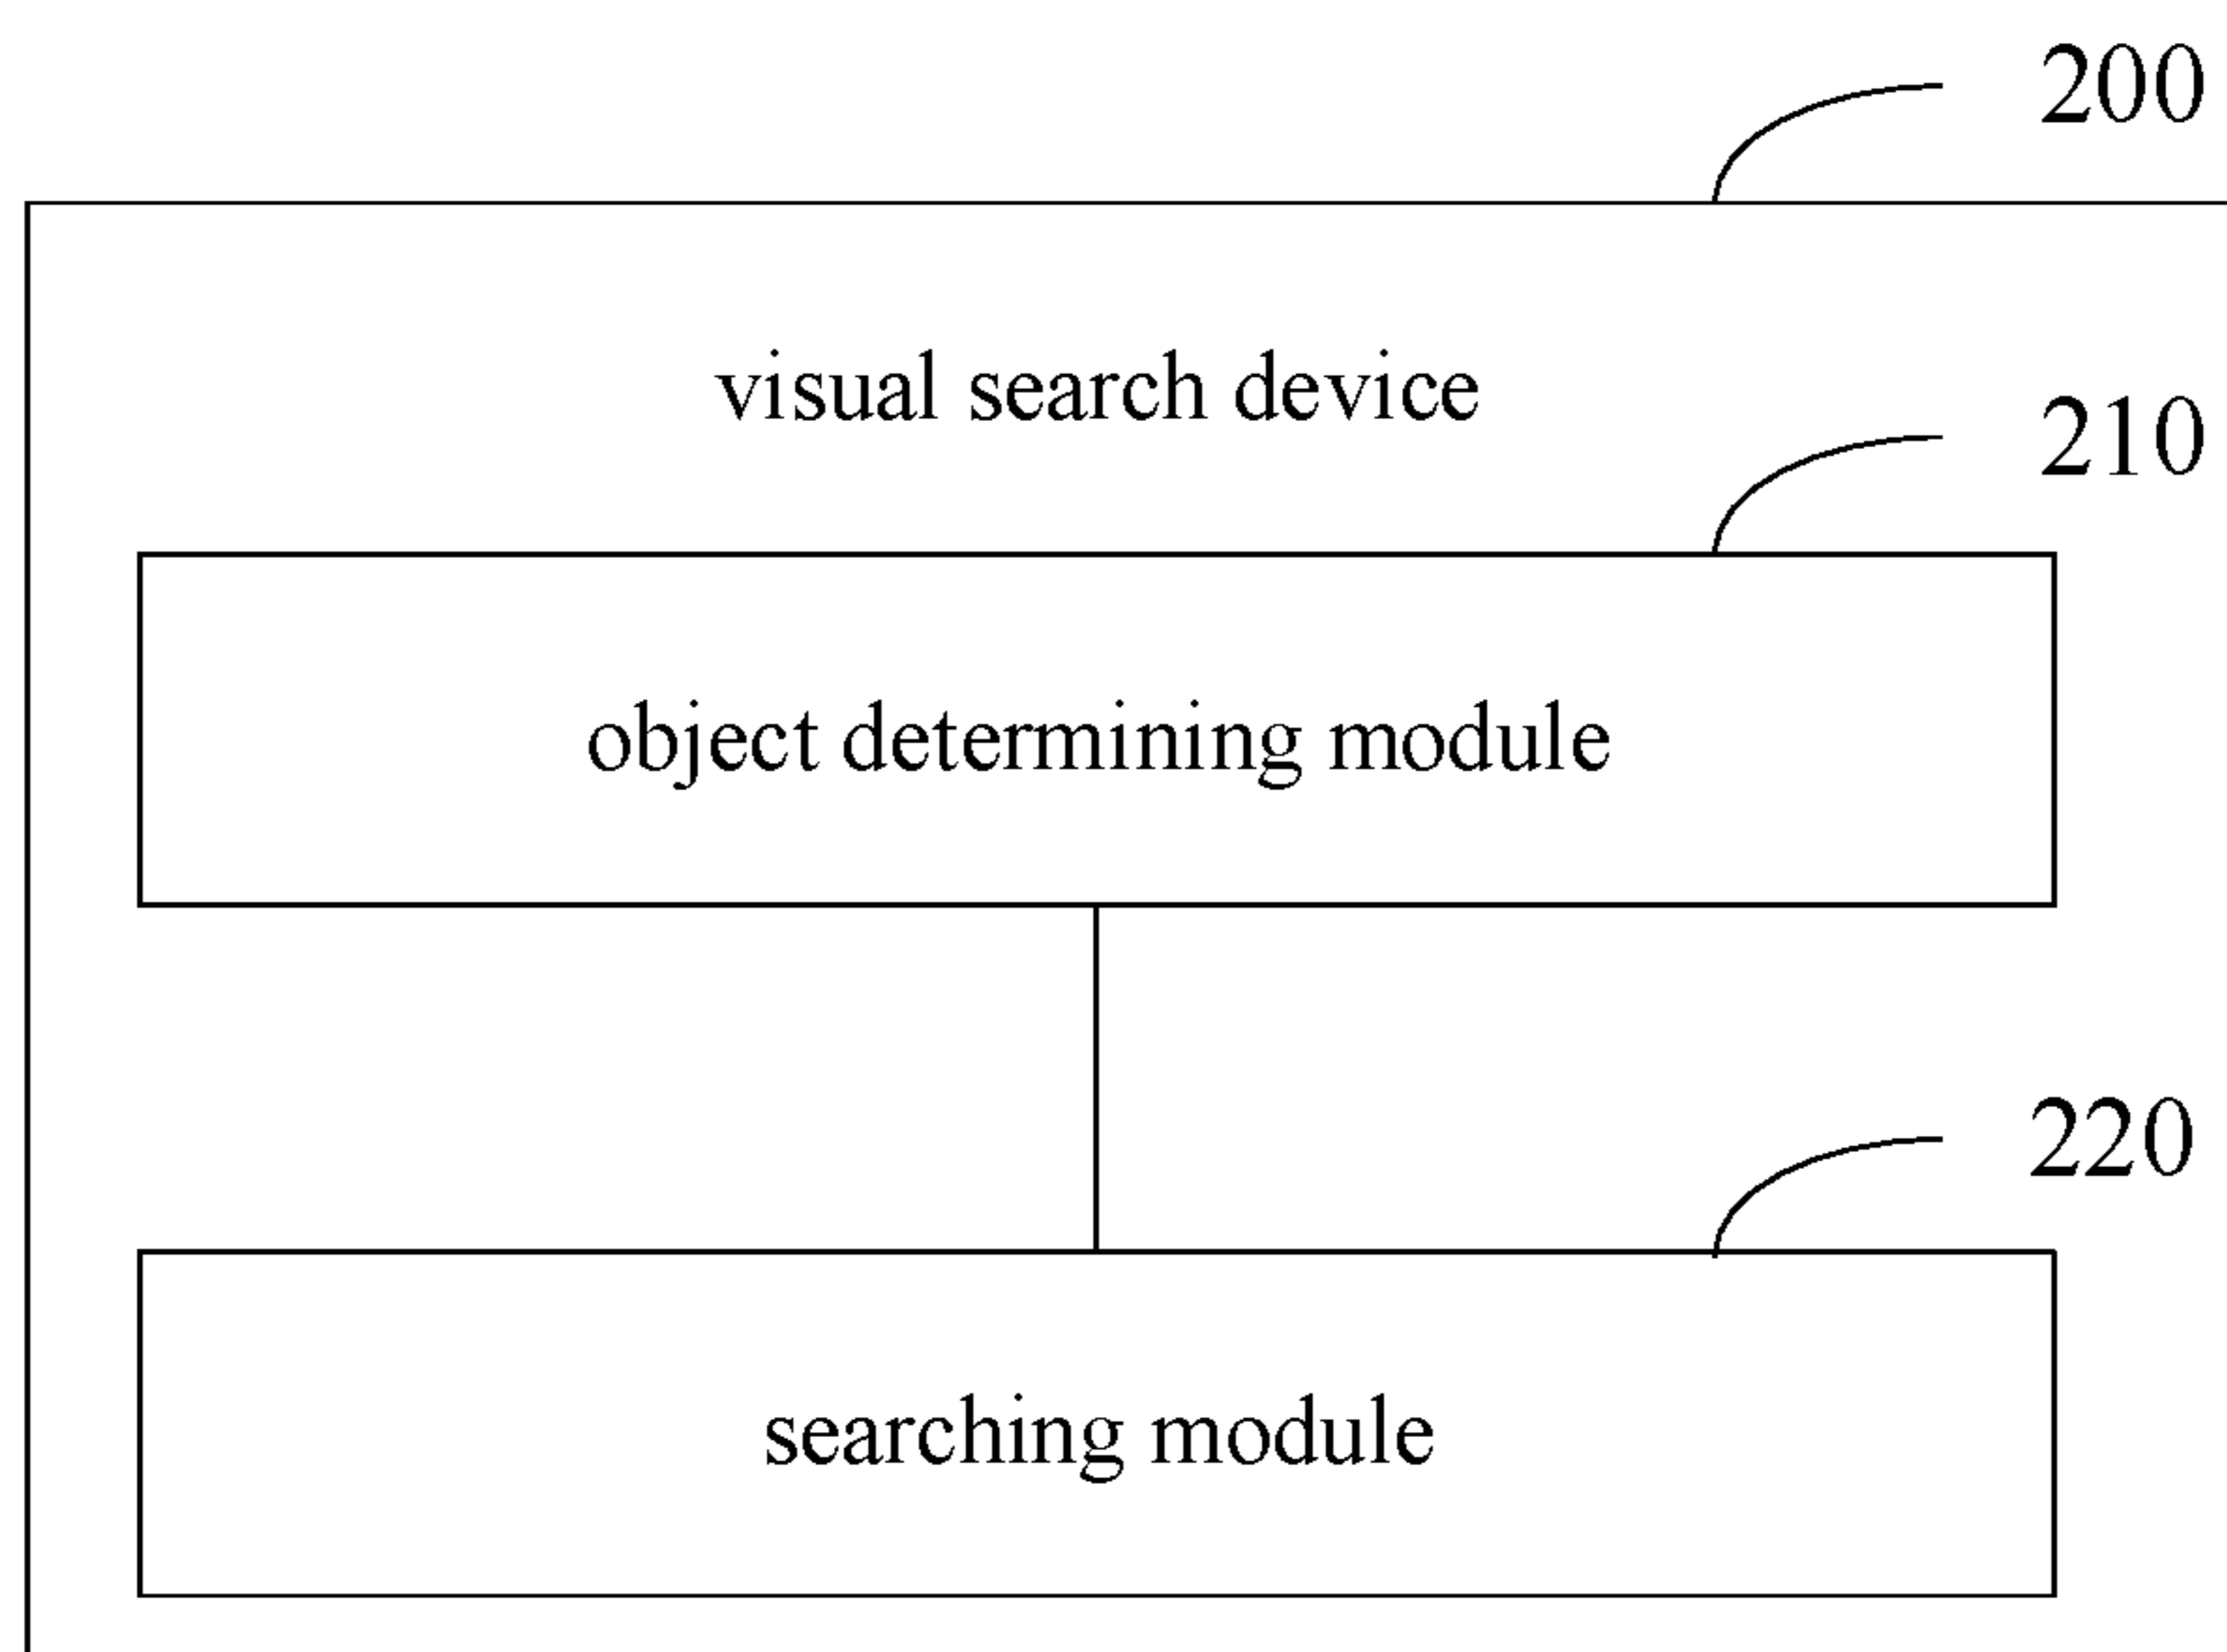 200
visual search device
210
object determining module
220
searching module